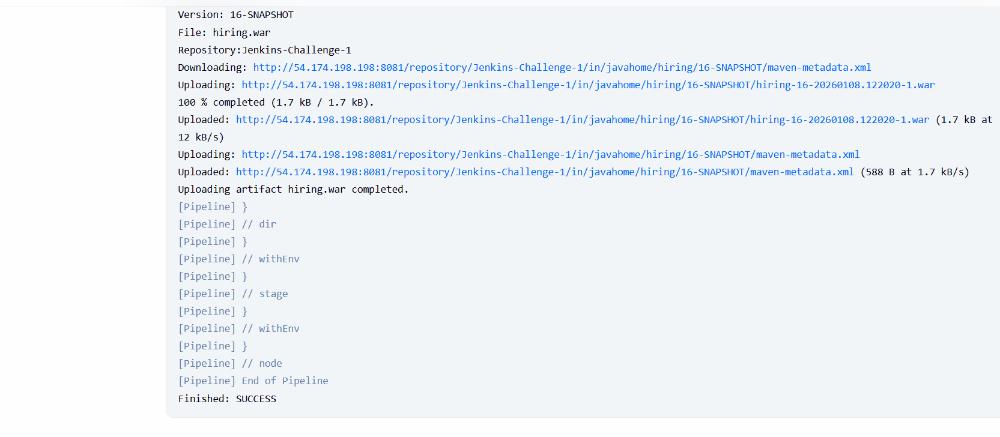 Version: 16-SNAPSHOT
File: hiring.war
Repository:Jenkins-Challenge-1
Downloading: http://54.174.198.198:8081/repository/Jenkins-Challenge-1/in/javahome/hiring/16-SNAPSHOT/maven-metadata.xml
Uploading: http://54.174.198.198:8081/repository/Jenkins-Challenge-1/in/javahome/hiring/16-SNAPSHOT/hiring-16-20260108.122020-1.war
100 % completed (1.7 kB / 1.7 kB).
Uploaded: http://54.174.198.198:8081/repository/Jenkins-Challenge-1/in/javahome/hiring/16-SNAPSHOT/hiring-16-20260108.122020-1.war (1.7 kB at
12 kB/s)
Uploading: http://54.174.198.198:8081/repository/Jenkins-Challenge-1/in/javahome/hiring/16-SNAPSHOT/maven-metadata.xml
Uploaded: http://54.174.198.198:8081/repository/Jenkins-Challenge-1/in/javahome/hiring/16-SNAPSHOT/maven-metadata.xml (588 B at 1.7 kB/s)
Uploading artifact hiring.war completed.
[Pipeline] }
[Pipeline] // dir
[Pipeline] }
[Pipeline] // withEnv
[Pipeline] }
[Pipeline] // stage
[Pipeline] }
[Pipeline] // withEnv
[Pipeline] }
[Pipeline] // node
[Pipeline] End of Pipeline
Finished: SUCCESS